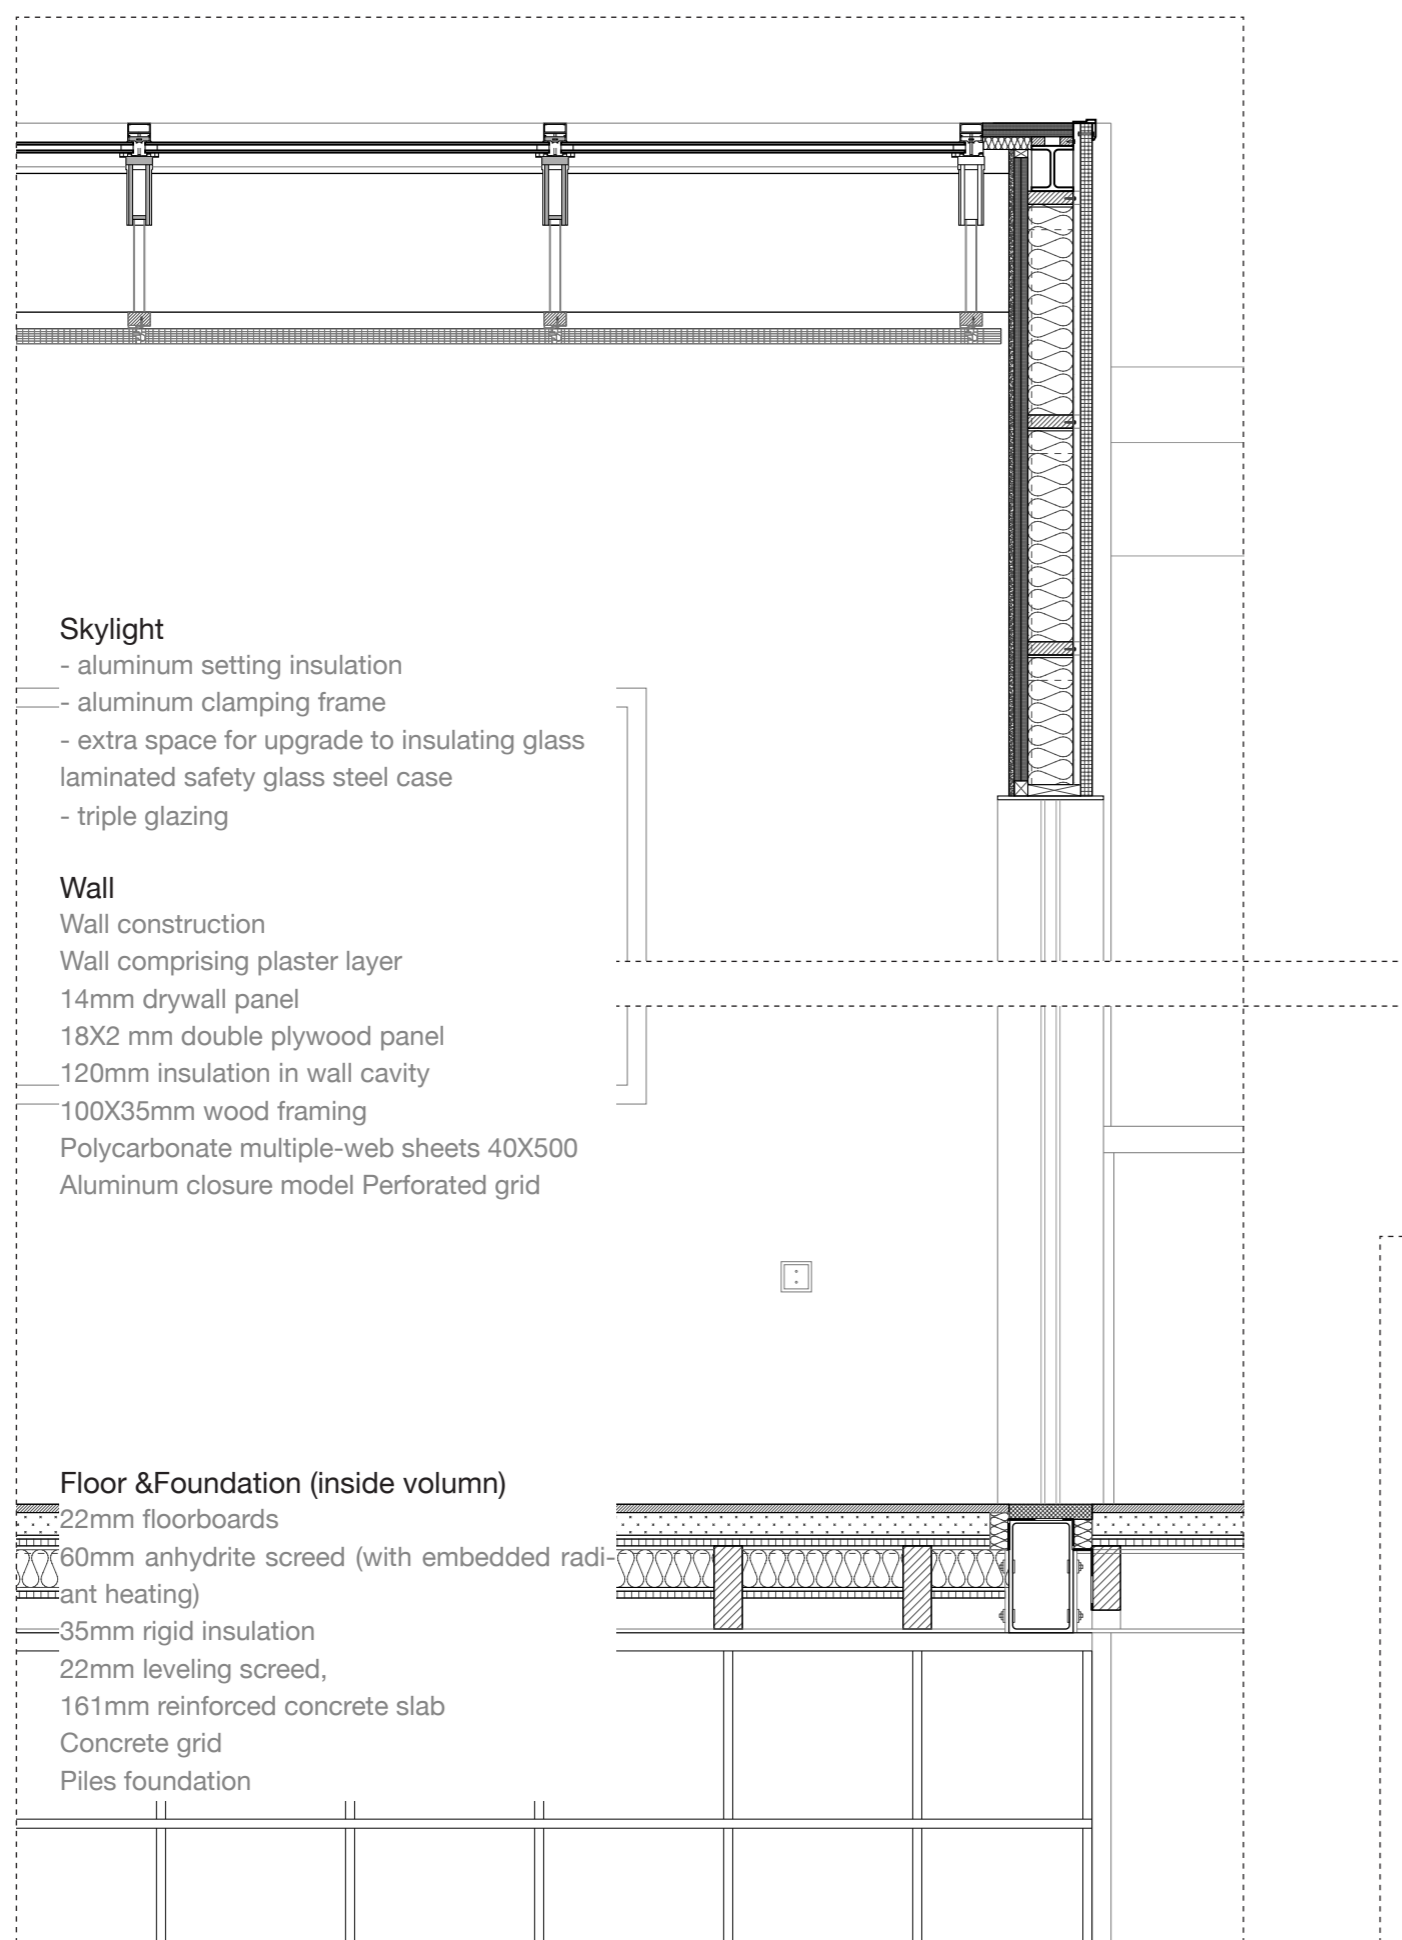 Skylight
- aluminum setting insulation
- aluminum clamping frame
- extra space for upgrade to insulating glass
laminated safety glass steel case
- triple glazing
Wall
Wall construction
Wall comprising plaster layer
14mm drywall panel
18X2 mm double plywood panel
120mm insulation in wall cavity
100X35mm wood framing
Polycarbonate multiple-web sheets 40X500
Aluminum closure model Perforated grid
Floor &Foundation (inside volumn)
22mm floorboards
60mm anhydrite screed (with embedded radi-
ant heating)
35mm rigid insulation
22mm leveling screed,
161mm reinforced concrete slab
Concrete grid
Piles foundation